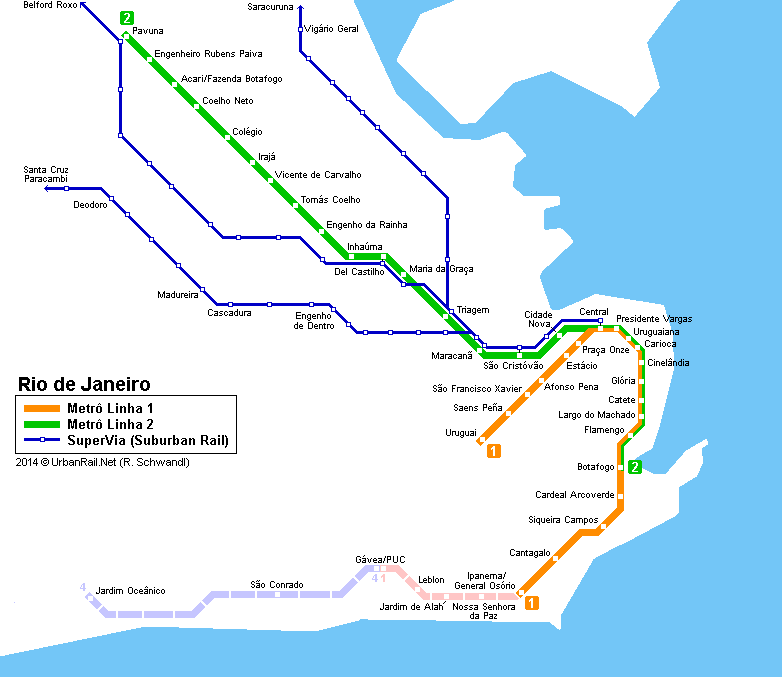 Belford Roxo
Saracuruna
2
Pavuna
Vigário Geral
Engenheiro Rubens Paiva
Acari/Fazenda Botafogo
Coelho Neto
Colégio
Irajá
Vicente de Carvalho
Santa Cruz
Paracambi
Deodoro
Tomás Coelho
Engenho da Rainha
Inhaúma
Del Castilho
Maria da Graça
Madureira
Cascadura
Engenho
de Dentro
Triagem
Cidade
Nova
Central
Presidente Vargas
Uruguaiana
Carioca
Maracanã
São Cristóvão
Praça Onze
Estácio
Cinelândia
Afonso Pena
São Francisco Xavier
Saens Peña
Uruguai
1
Glória
Catete
Largo do Machado
Flamengo
Botafogo
2
Cardeal Arcoverde
Siqueira Campos
Cantagalo
Rio de Janeiro
Metrô Linha 1
Metrô Linha 2
SuperVia (Suburban Rail)
2014 © UrbanRail.Net (R. Schwandl)
Gávea/PUC
4 1
Leblon
Ipanema/
General Osório
1
São Conrado
4
Jardim Oceânico
Jardim de Alah´
Nossa Senhora
da Paz